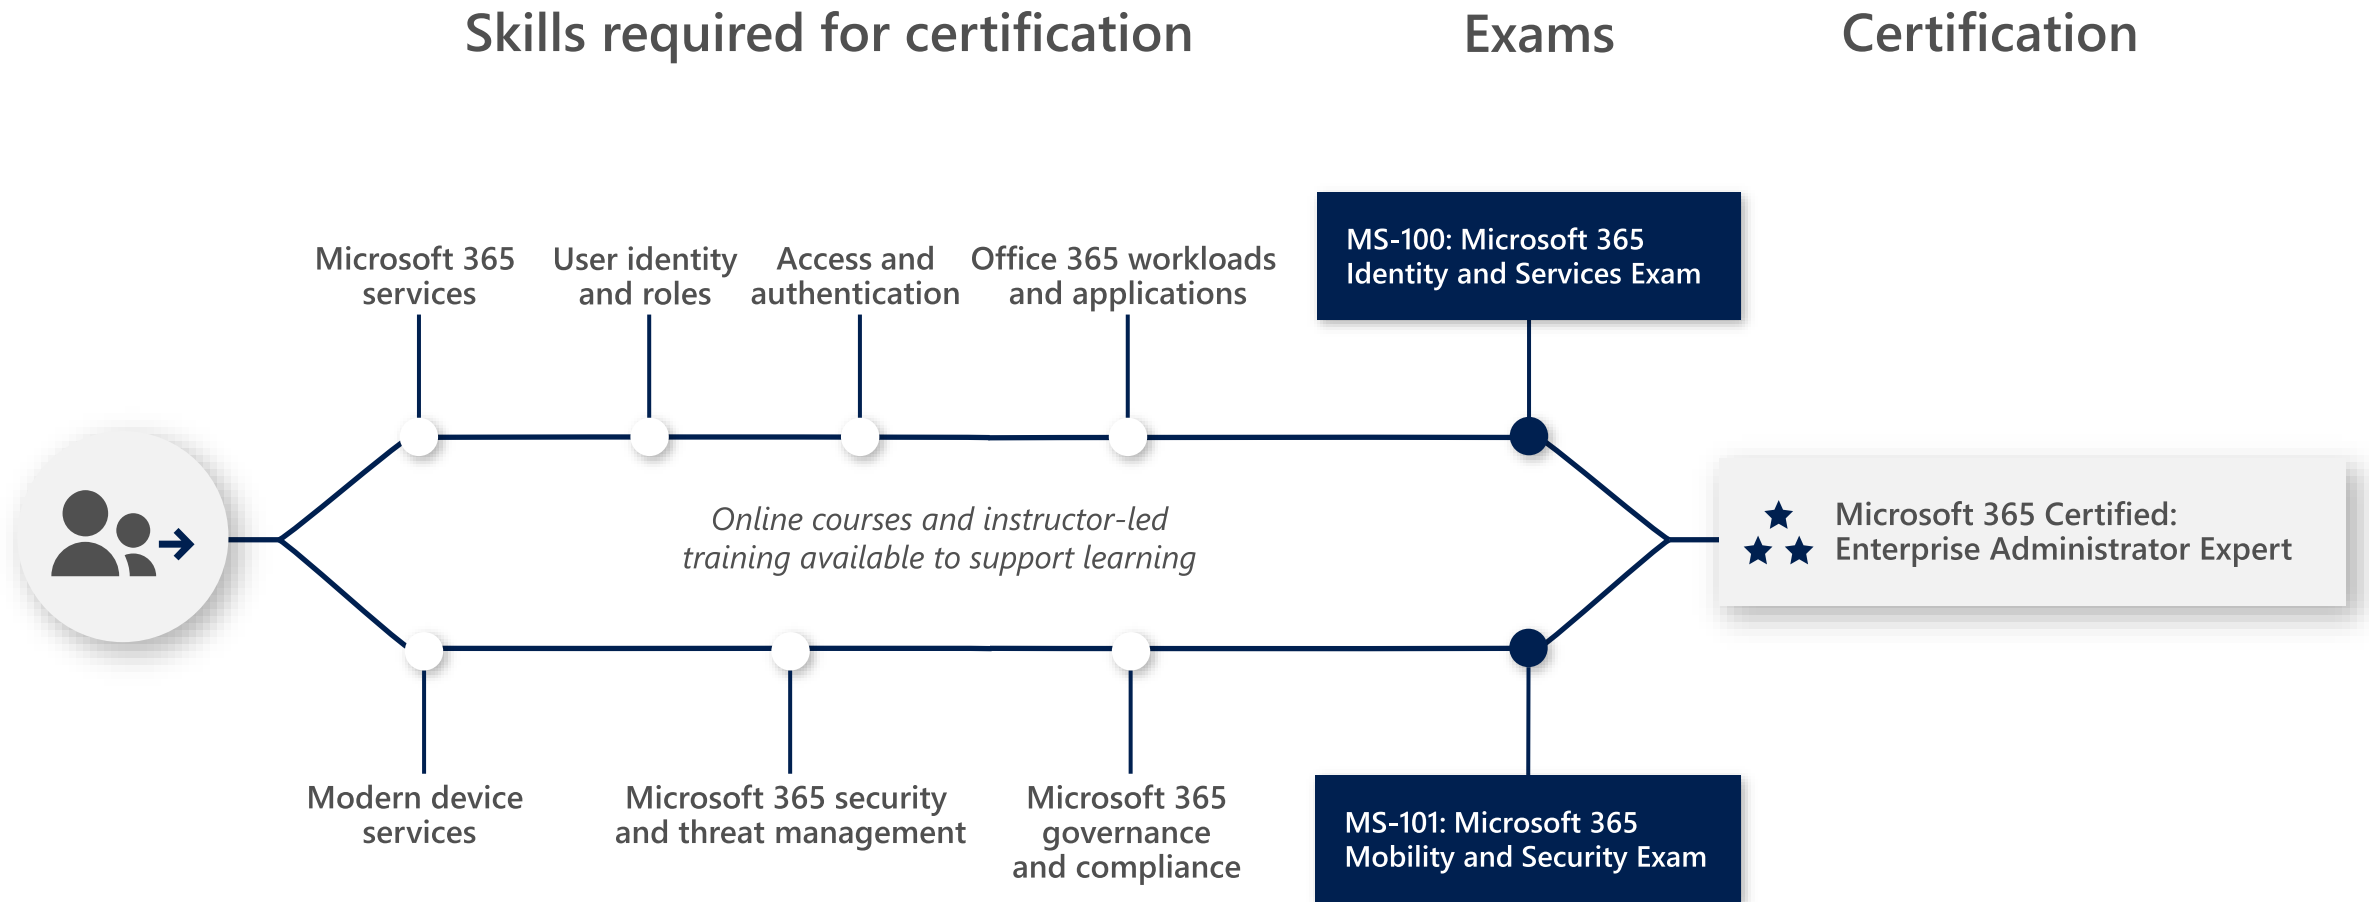 Skills required for certification
Exams
Certification
Microsoft 365
services
User identity
and roles
Access and
authentication
Office 365 workloads
and applications
MS-100: Microsoft 365
Identity and Services Exam
Online courses and instructor-led
training available to support learning
Microsoft 365 Certified:
Enterprise Administrator Expert
Modern device
services
Microsoft 365 security
and threat management
Microsoft 365
governance
and compliance
MS-101: Microsoft 365
Mobility and Security Exam